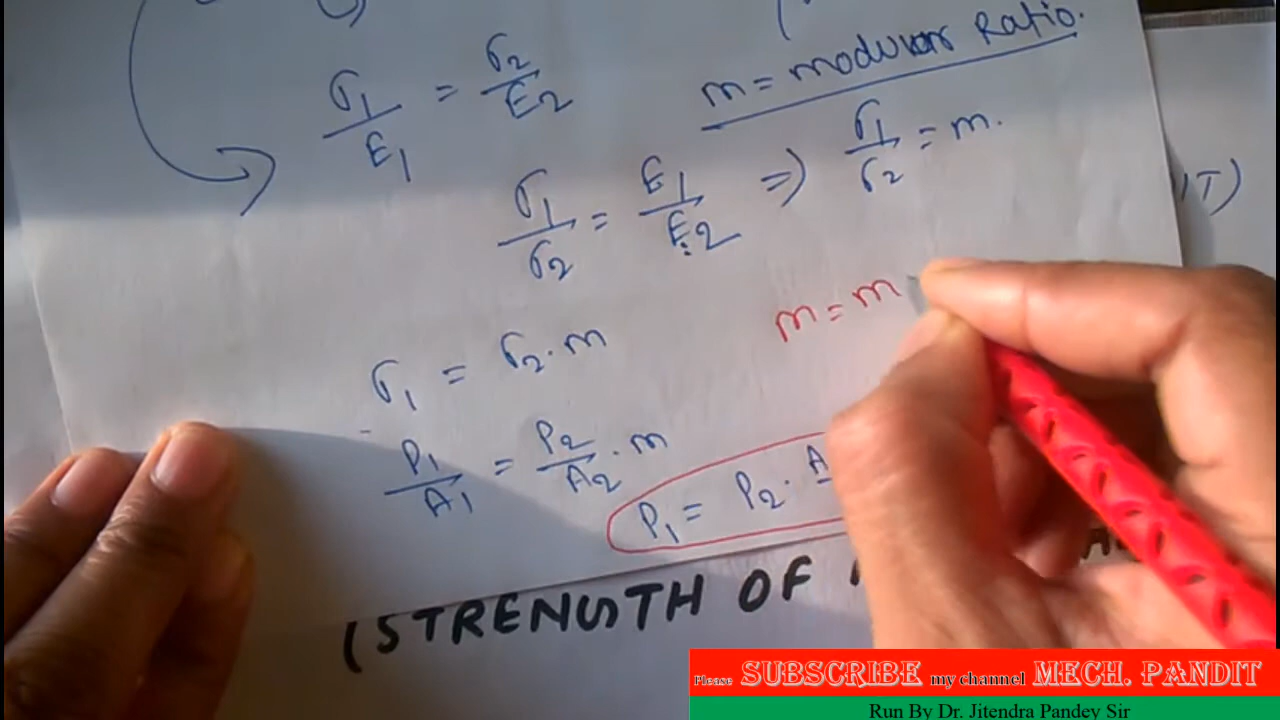 σ1/E1 = σ2/E2
m = modular Ratio.
σ1/σ2 = E1/E2 => σ1/σ2 = m.
IT)
σ1 = σ2.m
m = m
P1/A1 = P2/A2 . m
P1 = P2 . A
(STRENGTH OF
Please SUBSCRIBE my channel MECH. PANDIT
Run By Dr. Jitendra Pandey Sir